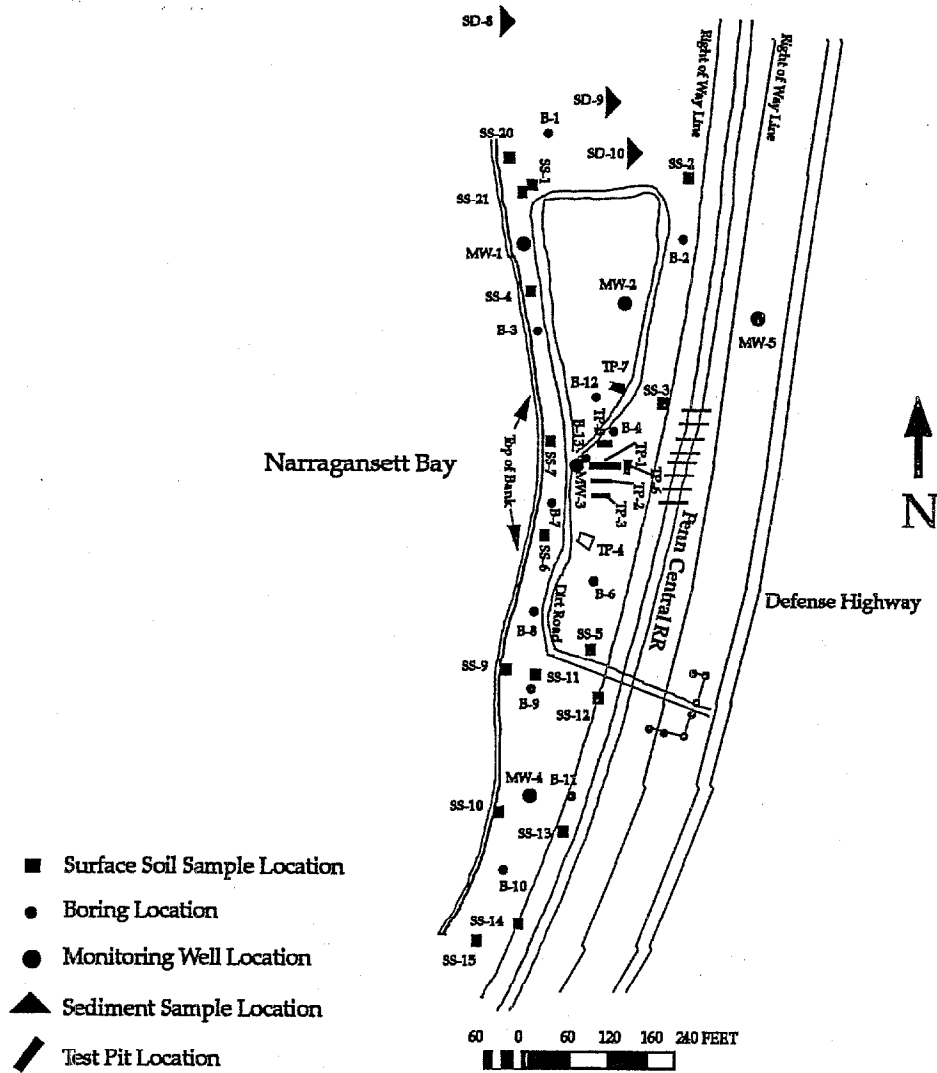 SD-8
SD-9
B-1
SS-20
SD-10
SS-2
SS-1
SS-21
Right of Way Line
Right of Way Line
MW-1
B-2
SS-4
MW-2
B-3
MW-5
TP-7
B-12
SS-3
B-4
B-13
TP-1
Narragansett Bay
Top of Bank
SS-7
MW-3
TP-5
TP-2
TP-3
N
B-7
SS-6
TP-4
Penn Central RR
B-6
Defense Highway
B-8
Dirt Road
SS-5
SS-9
SS-11
B-9
SS-12
MW-4
B-11
SS-10
SS-13
B-10
SS-14
SS-15
Surface Soil Sample Location
Boring Location
Monitoring Well Location
Sediment Sample Location
Test Pit Location
60 0 60 120 160 240 FEET